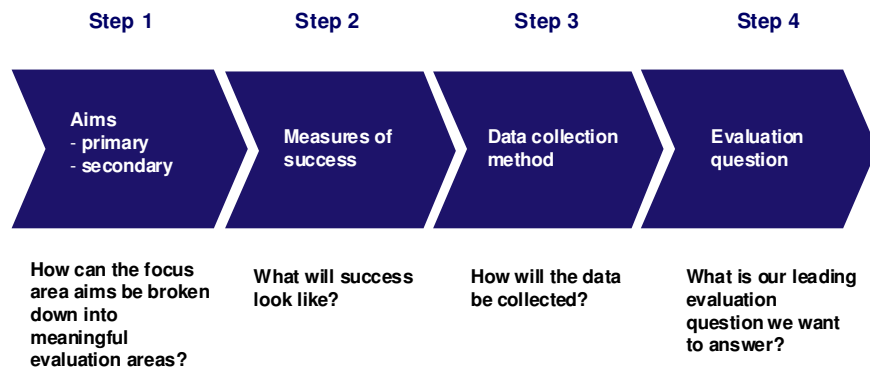 Step 1
Step 2
Step 3
Step 4
Aims
- primary
- secondary
Measures of
success
Data collection
method
Evaluation
question
How can the focus
area aims be broken
down into
meaningful
evaluation areas?
What will success
look like?
How will the data
be collected?
What is our leading
evaluation
question we want
to answer?